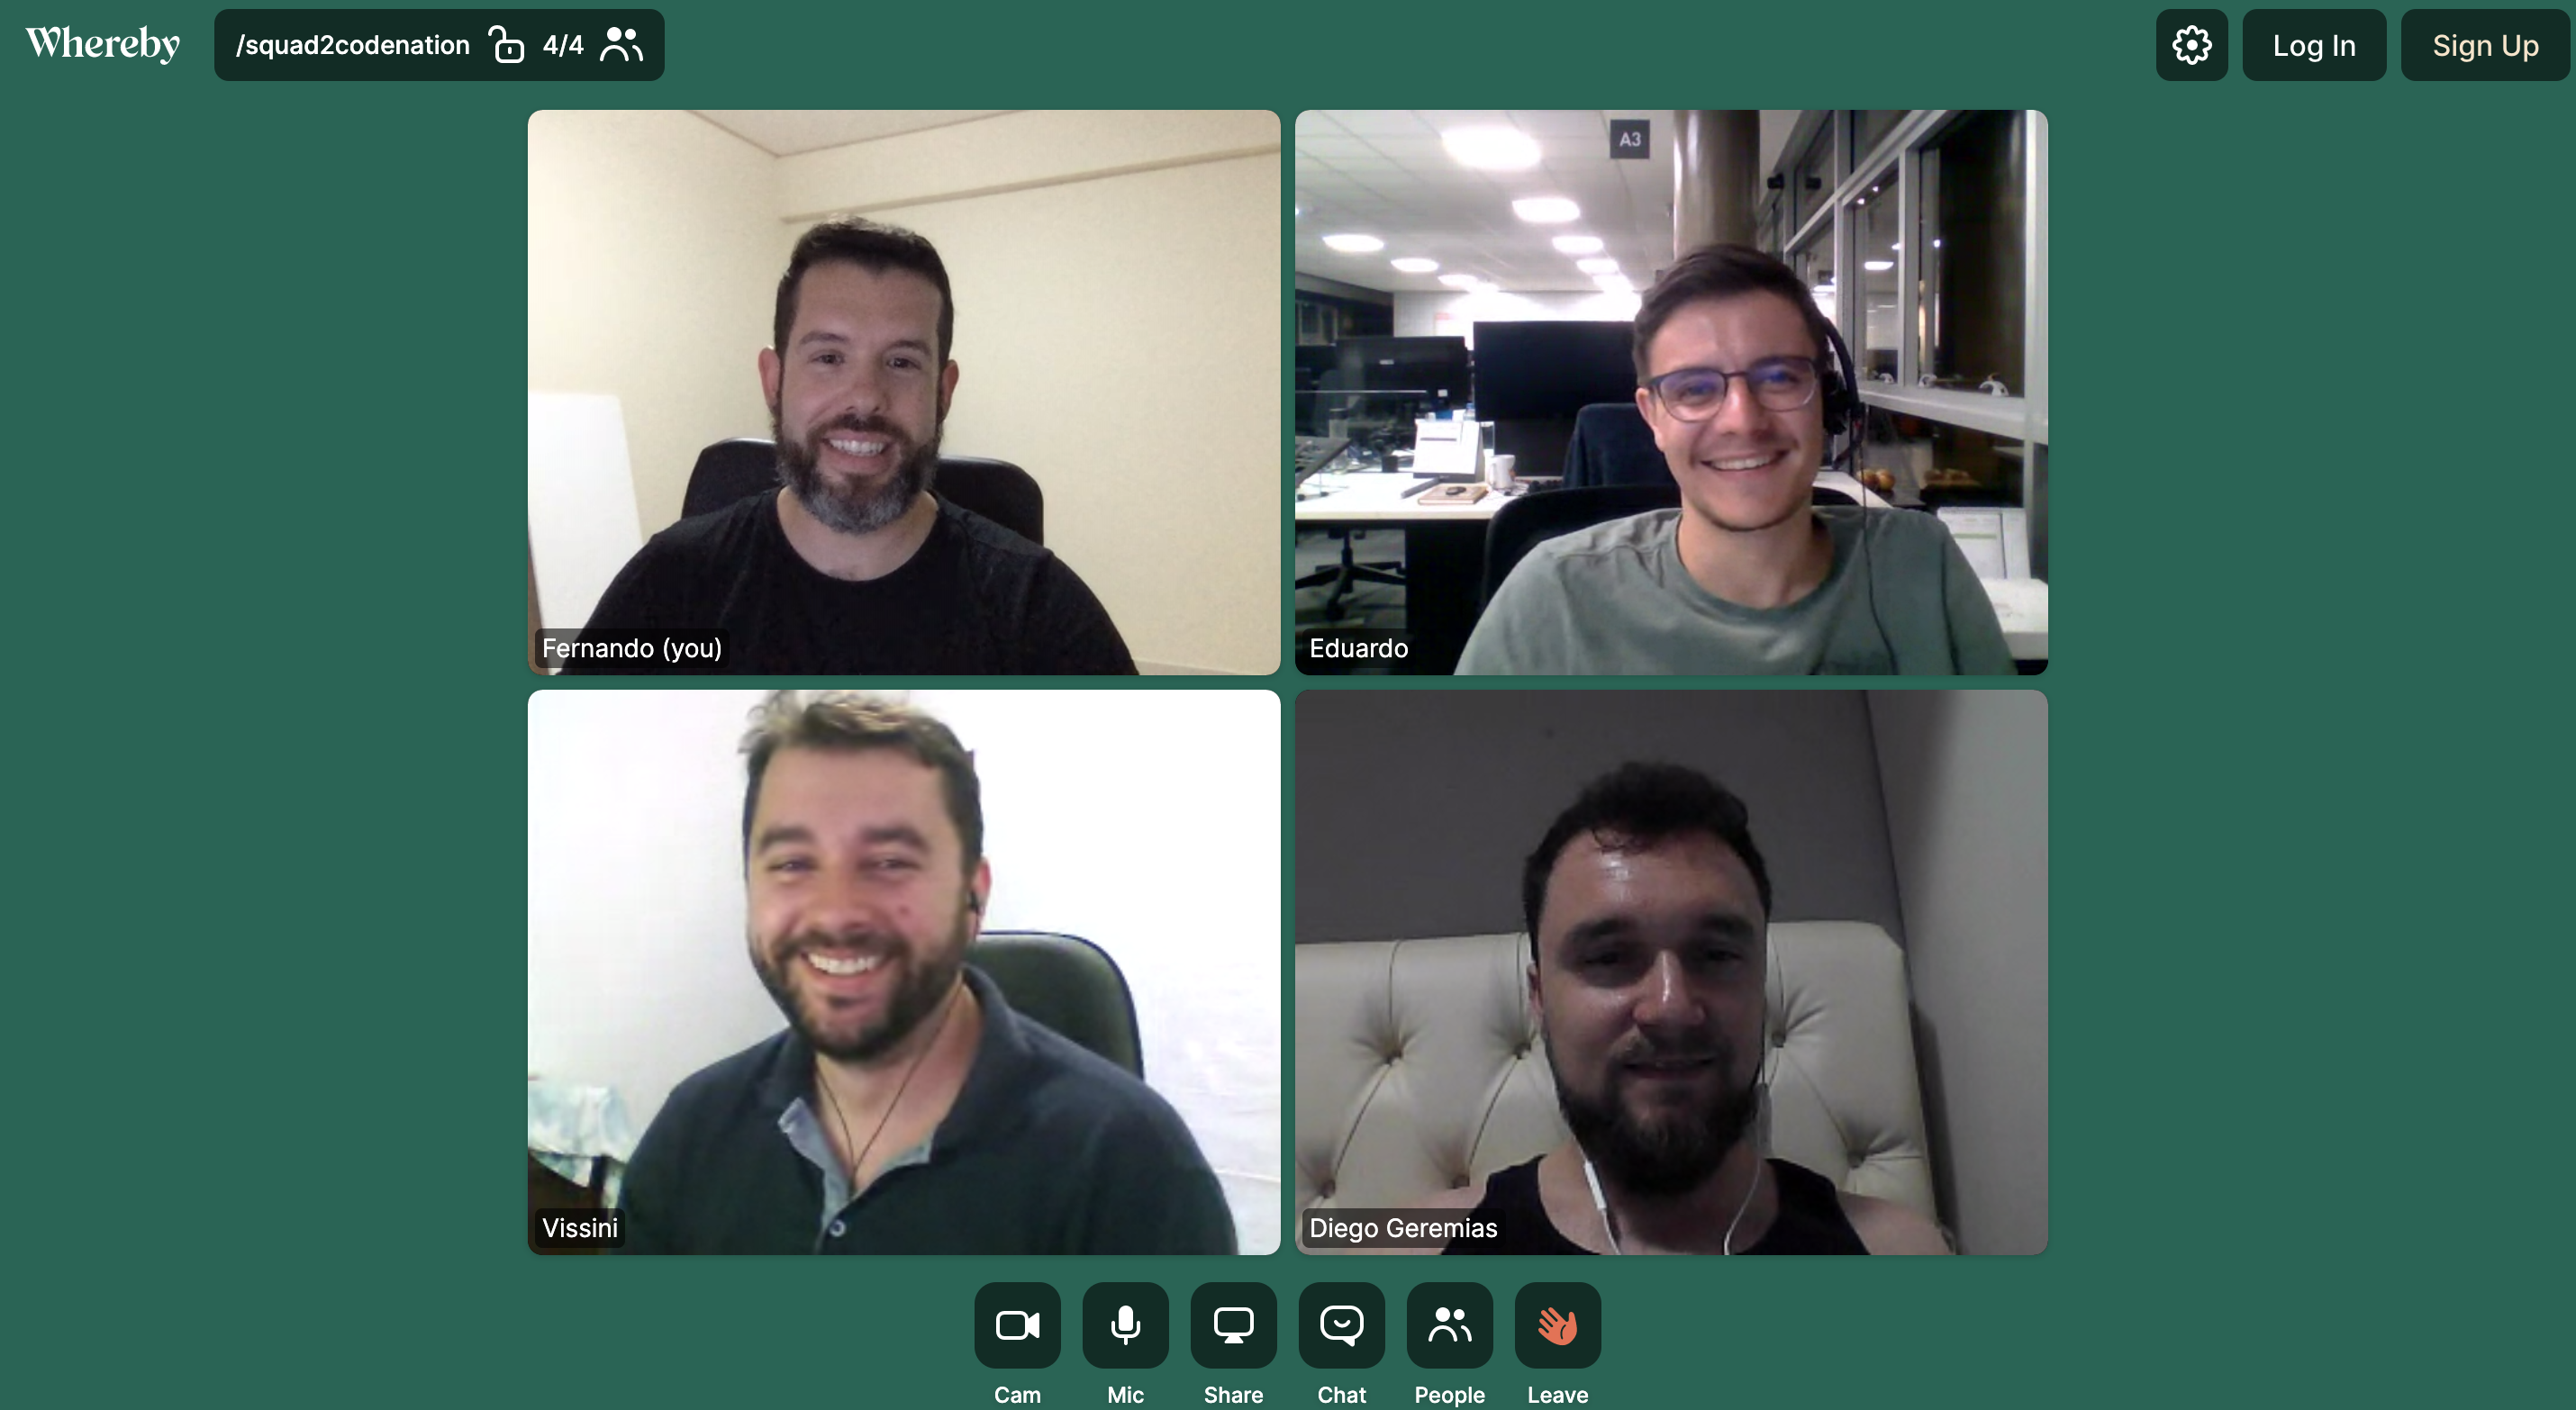 Whereby
/squad2codenation 4/4
Log In
Sign Up
A3
Fernando (you)
Eduardo
Vissini
Diego Geremias
Cam
Mic
Share
Chat
People
Leave